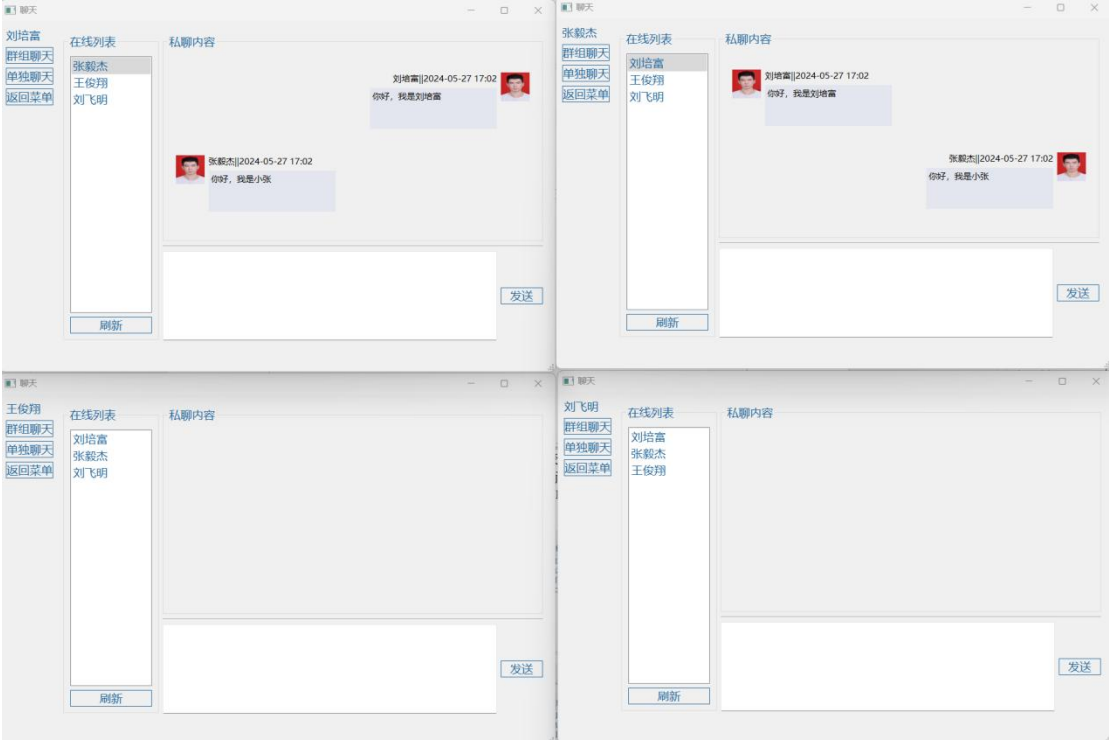 聊天
刘培富
群组聊天
单独聊天
返回菜单
在线列表
张毅杰
王俊翔
刘飞明
刷新
私聊内容
刘培富||2024-05-27 17:02
你好，我是刘培富
张毅杰||2024-05-27 17:02
你好，我是小张
发送
聊天
张毅杰
群组聊天
单独聊天
返回菜单
在线列表
刘培富
王俊翔
刘飞明
刷新
私聊内容
刘培富||2024-05-27 17:02
你好，我是刘培富
张毅杰||2024-05-27 17:02
你好，我是小张
发送
聊天
王俊翔
群组聊天
单独聊天
返回菜单
在线列表
刘培富
张毅杰
刘飞明
刷新
私聊内容
发送
聊天
刘飞明
群组聊天
单独聊天
返回菜单
在线列表
刘培富
张毅杰
王俊翔
刷新
私聊内容
发送